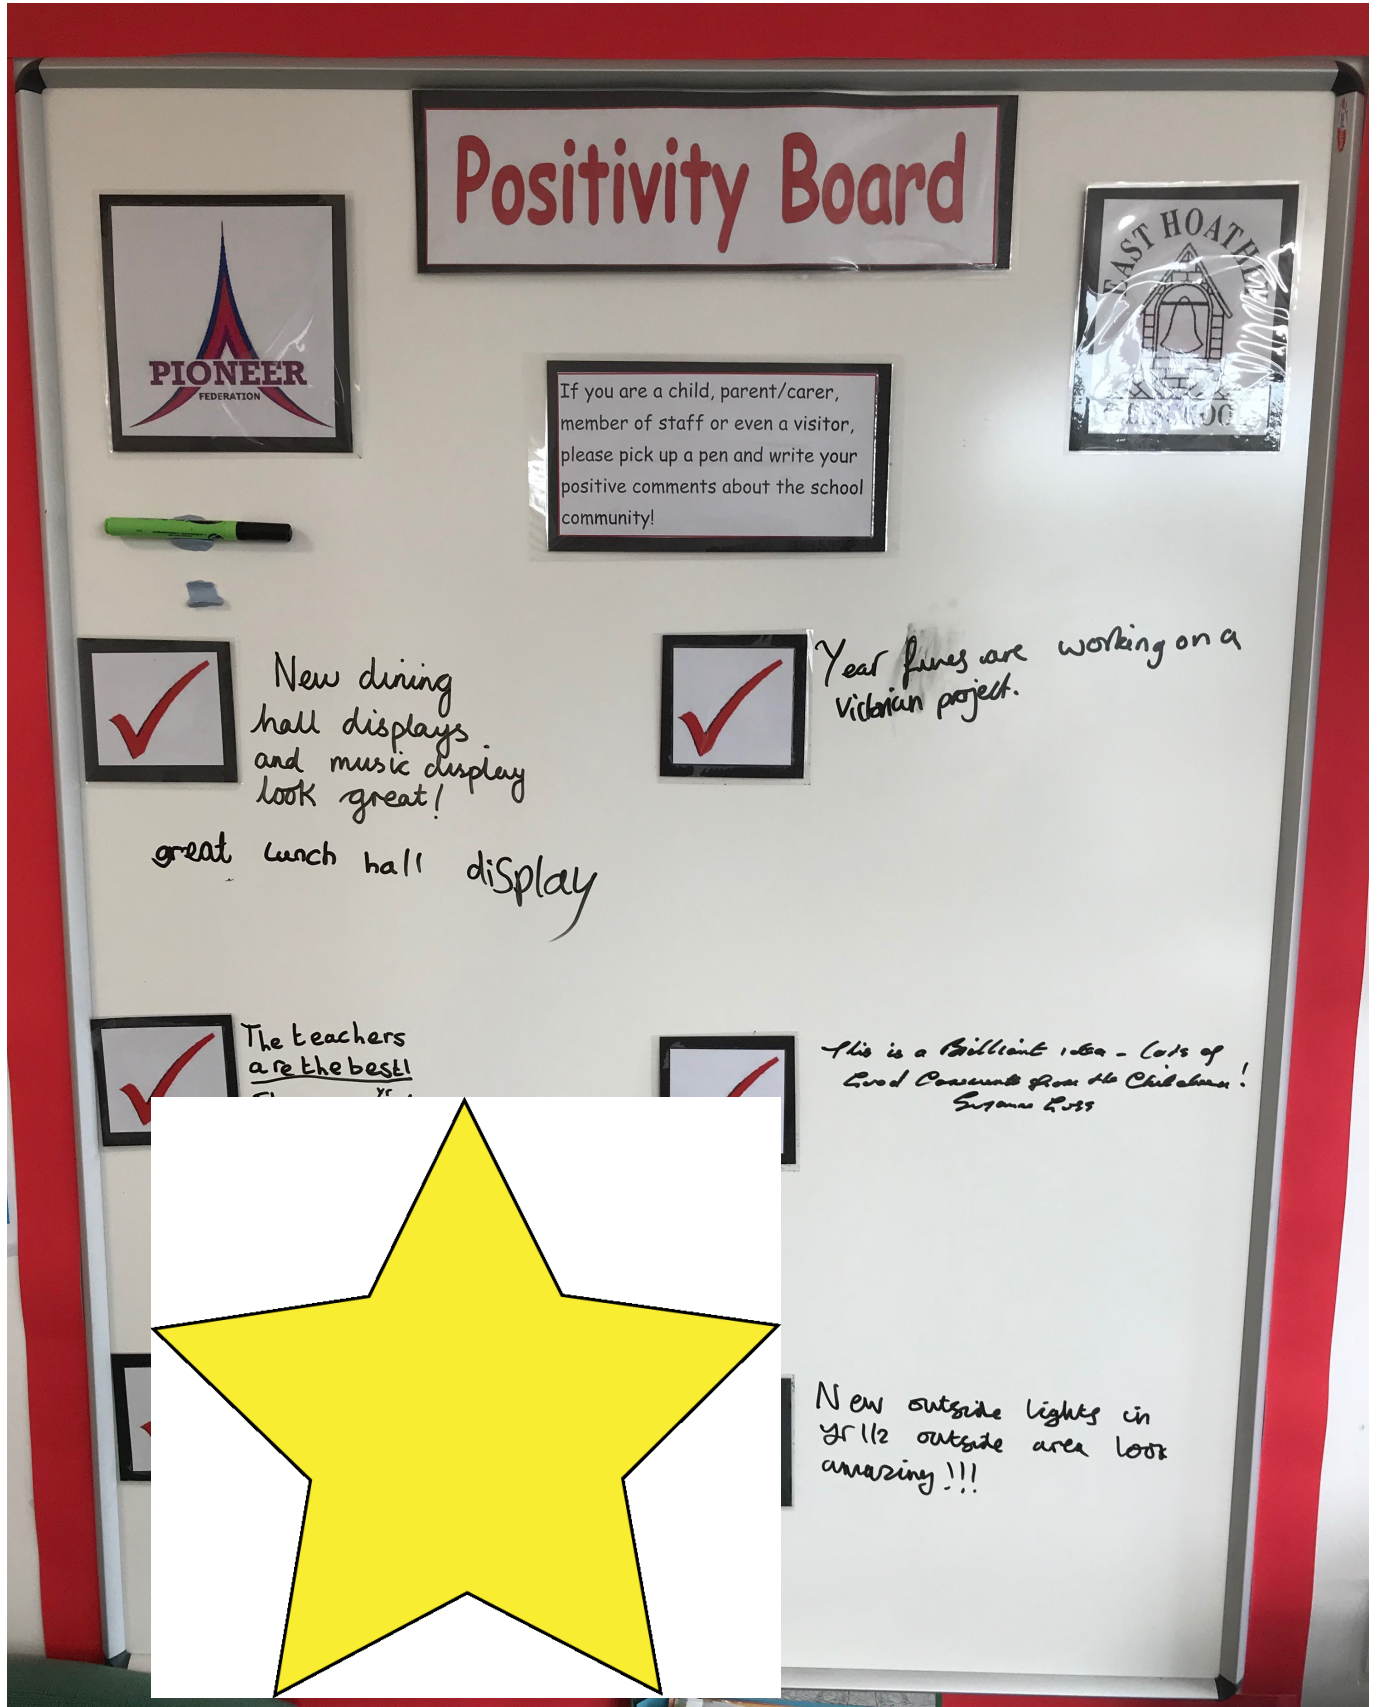 Positivity Board
PIONEER
FEDERATION
EAST HOATHLY
If you are a child, parent/carer,
member of staff or even a visitor,
please pick up a pen and write your
positive comments about the school
community!
New dining
hall displays
and music display
look great!
great lunch hall display
Year fives are working on a
Victorian project.
The teachers
are the best!
yr
This is a Brilliant idea - Lots of
Good Comments from the Children!
New outside lights in
yr 1/2 outside area look
amazing!!!